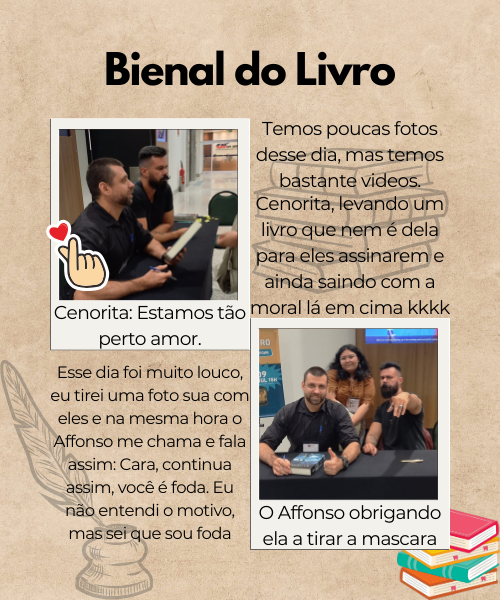 Bienal do Livro
Temos poucas fotos
desse dia, mas temos
bastante videos.
Cenorita, levando um
livro que nem é dela
para eles assinarem e
ainda saindo com a
moral lá em cima kkkk
Cenorita: Estamos tão
perto amor.
Esse dia foi muito louco,
eu tirei uma foto sua com
eles e na mesma hora o
Affonso me chama e fala
assim: Cara, continua
assim, você é foda. Eu
não entendi o motivo,
mas sei que sou foda
O Affonso obrigando
ela a tirar a mascara